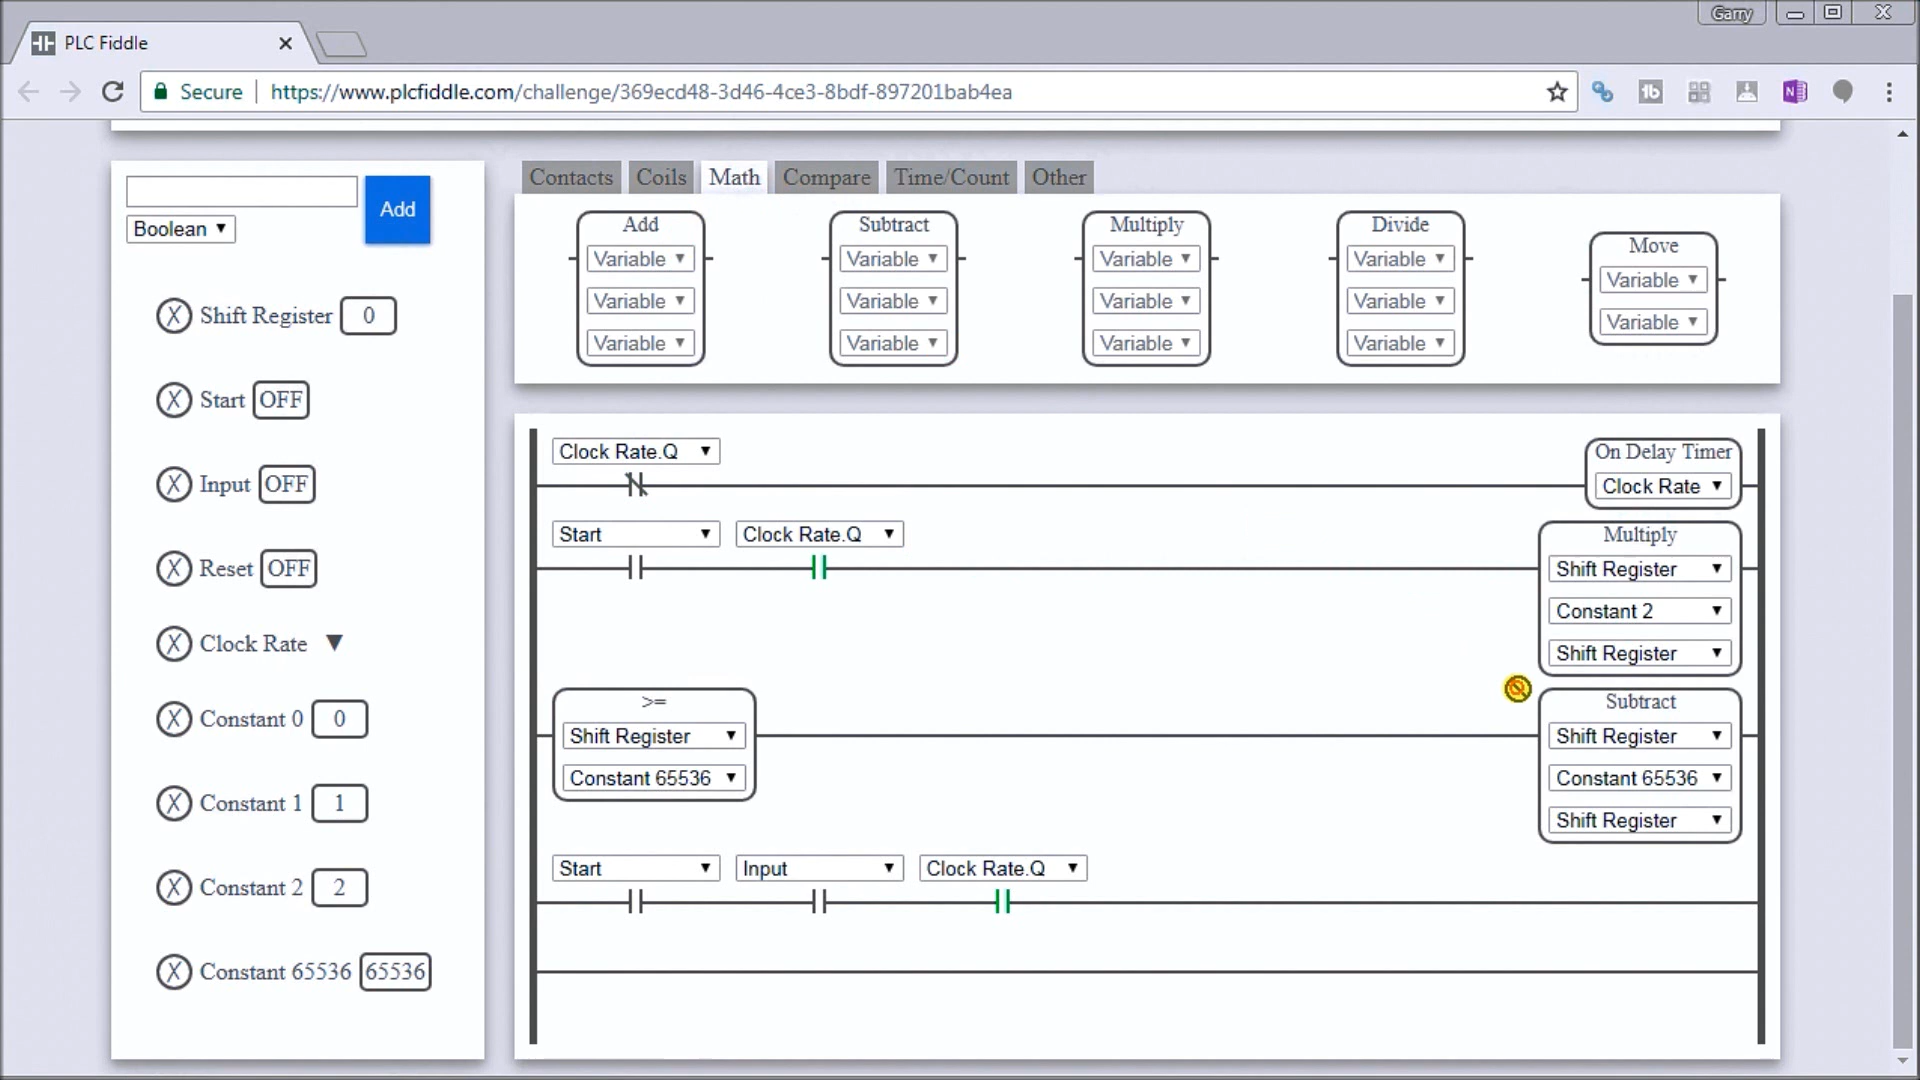 Garry
PLC Fiddle
Secure
https://www.plcfiddle.com/challenge/369ecd48-3d46-4ce3-8bdf-897201bab4ea
Add
Boolean
X Shift Register 0
X Start OFF
X Input OFF
X Reset OFF
X Clock Rate
X Constant 0 0
X Constant 1 1
X Constant 2 2
X Constant 65536 65536
Contacts Coils Math Compare Time/Count Other
Add
Variable
Variable
Variable
Subtract
Variable
Variable
Variable
Multiply
Variable
Variable
Variable
Divide
Variable
Variable
Variable
Move
Variable
Variable
Clock Rate.Q
On Delay Timer
Clock Rate
Start
Clock Rate.Q
Multiply
Shift Register
Constant 2
Shift Register
>=
Shift Register
Constant 65536
Subtract
Shift Register
Constant 65536
Shift Register
Start
Input
Clock Rate.Q